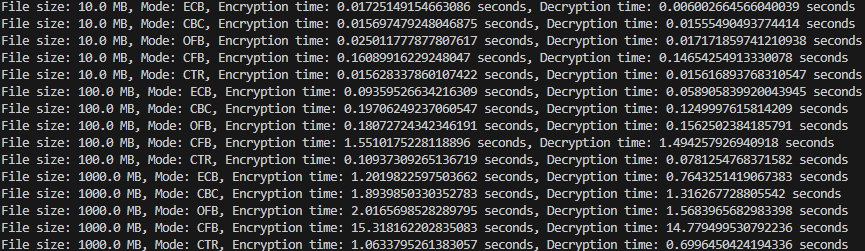 File size: 10.0 MB, Mode: ECB, Encryption time: 0.01725149154663086 seconds, Decryption time: 0.006002664566040039 seconds
File size: 10.0 MB, Mode: CBC, Encryption time: 0.015697479248046875 seconds, Decryption time: 0.01555490493774414 seconds
File size: 10.0 MB, Mode: OFB, Encryption time: 0.025011777877807617 seconds, Decryption time: 0.017171859741210938 seconds
File size: 10.0 MB, Mode: CFB, Encryption time: 0.16089916229248047 seconds, Decryption time: 0.14654254913330078 seconds
File size: 10.0 MB, Mode: CTR, Encryption time: 0.015628337860107422 seconds, Decryption time: 0.015616893768310547 seconds
File size: 100.0 MB, Mode: ECB, Encryption time: 0.09359526634216309 seconds, Decryption time: 0.058905839920043945 seconds
File size: 100.0 MB, Mode: CBC, Encryption time: 0.19706249237060547 seconds, Decryption time: 0.1249997615814209 seconds
File size: 100.0 MB, Mode: OFB, Encryption time: 0.18072724342346191 seconds, Decryption time: 0.1562502384185791 seconds
File size: 100.0 MB, Mode: CFB, Encryption time: 1.5510175228118896 seconds, Decryption time: 1.494257926940918 seconds
File size: 100.0 MB, Mode: CTR, Encryption time: 0.10937309265136719 seconds, Decryption time: 0.0781254768371582 seconds
File size: 1000.0 MB, Mode: ECB, Encryption time: 1.2019822597503662 seconds, Decryption time: 0.7643251419067383 seconds
File size: 1000.0 MB, Mode: CBC, Encryption time: 1.8939850330352783 seconds, Decryption time: 1.316267728805542 seconds
File size: 1000.0 MB, Mode: OFB, Encryption time: 2.0165698528289795 seconds, Decryption time: 1.5683965682983398 seconds
File size: 1000.0 MB, Mode: CFB, Encryption time: 15.318162202835083 seconds, Decryption time: 14.779499530792236 seconds
File size: 1000.0 MB, Mode: CTR, Encryption time: 1.0633795261383057 seconds, Decryption time: 0.6996450424194336 seconds